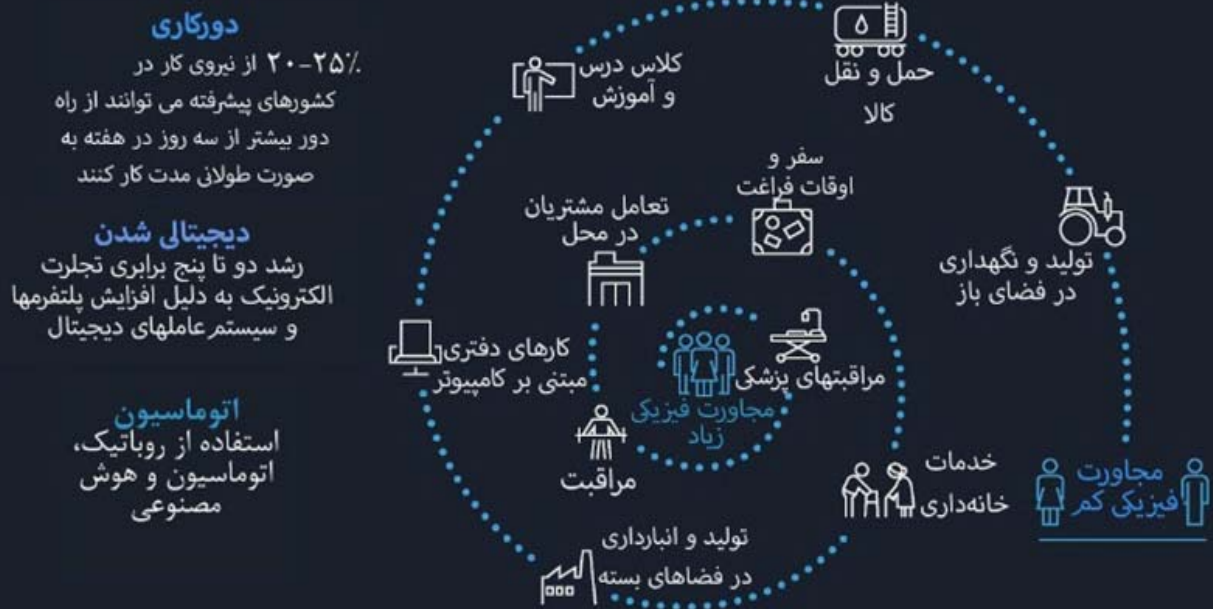 دورکاری
۲۰-۲۵٪ از نیروی کار در
کشورهای پیشرفته می توانند از راه
دور بیشتر از سه روز در هفته به
صورت طولانی مدت کار کنند
دیجیتالی شدن
رشد دو تا پنج برابری تجلرت
الکترونیک به دلیل افزایش پلتفرمها
و سیستم عاملهای دیجیتال
اتوماسیون
استفاده از روباتیک،
اتوماسیون و هوش
مصنوعی
حمل و نقل
کالا
کلاس درس
و آموزش
سفر و
اوقات فراغت
تعامل مشتریان
در محل
تولید و نگهداری
در فضای باز
کارهای دفتری
مبتنی بر کامپیوتر
مراقبتهای پزشکی
مجاورت فیزیکی
زیاد
مراقبت
خدمات
خانه‌داری
مجاورت
فیزیکی کم
تولید و انبارداری
در فضاهای بسته